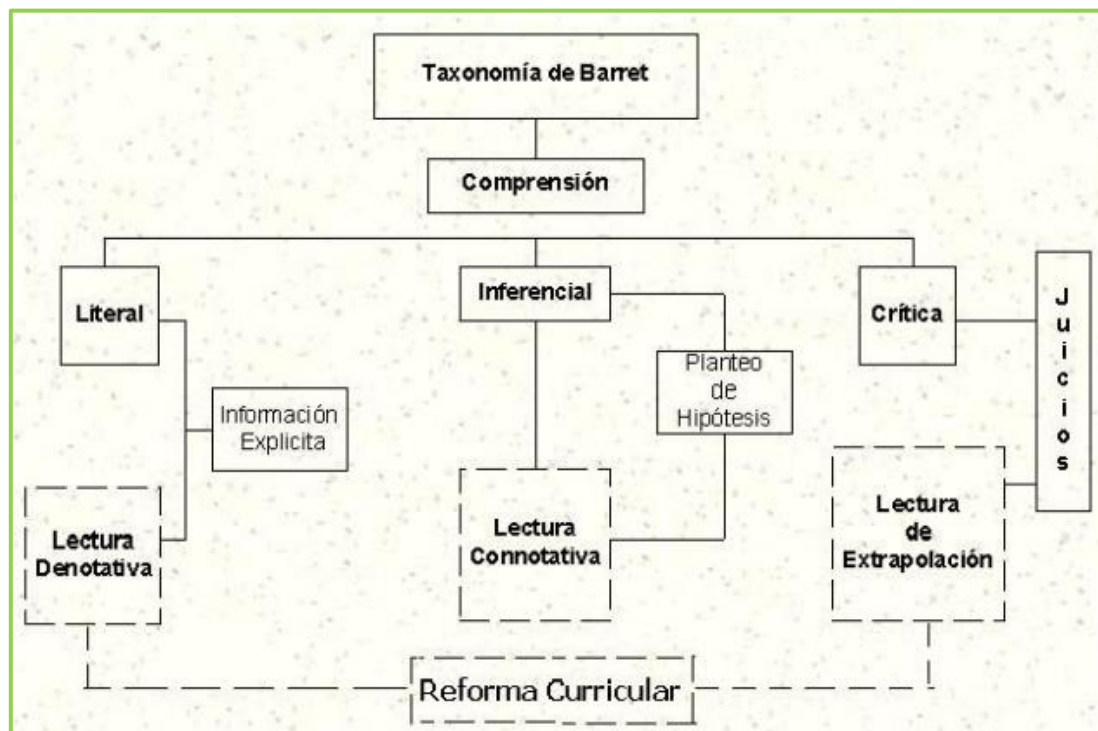 Taxonomía de Barret
Comprensión
Literal
Inferencial
Crítica
Juicios
Información
Explicita
Planteo
de
Hipótesis
Lectura
Denotativa
Lectura
Connotativa
Lectura
de
Extrapolación
Reforma Curricular